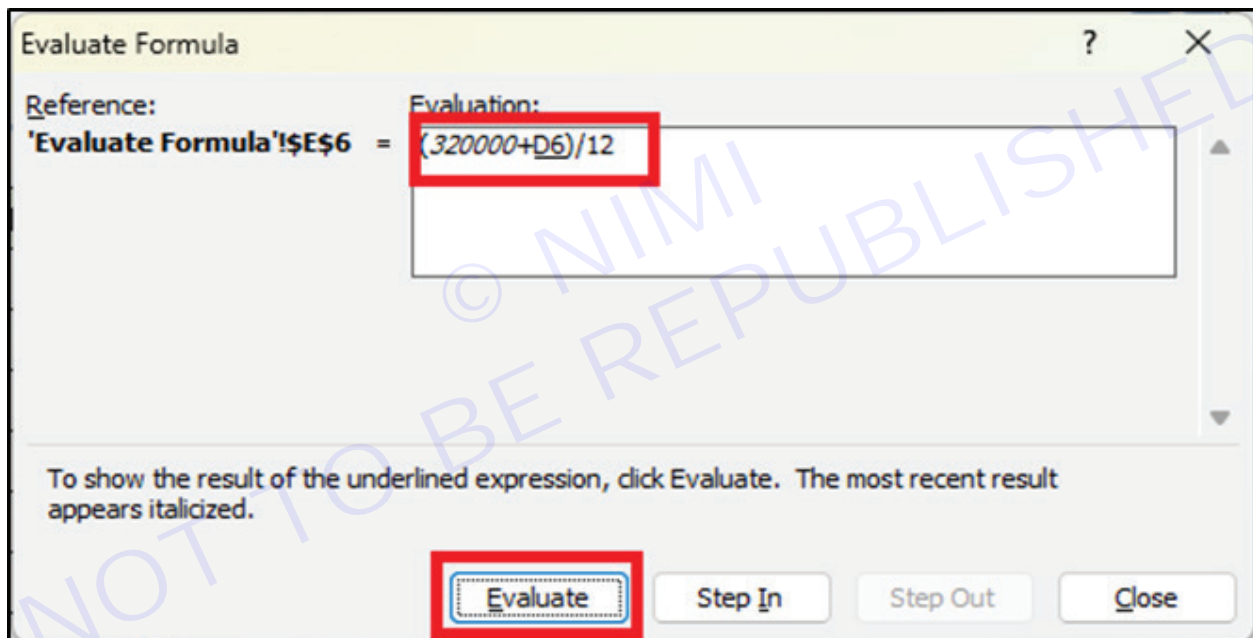 Evaluate Formula ? ×
Reference: Evaluation:
'Evaluate Formula'!$E$6 = (320000+D6)/12
© NIMI
NOT TO BE REPUBLISHED
To show the result of the underlined expression, click Evaluate. The most recent result
appears italicized.
Evaluate Step In Step Out Close